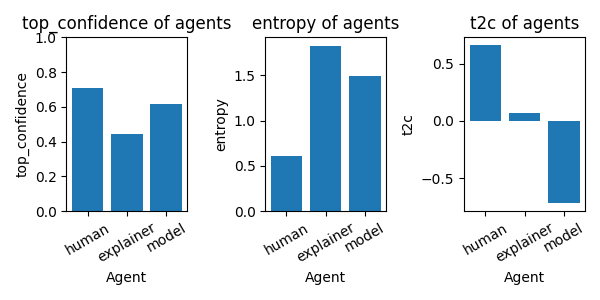 top_confidence of agents
top_confidence
1.0
0.8
0.6
0.4
0.2
0.0
human
explainer
model
Agent
entropy of agents
entropy
1.5
1.0
0.5
0.0
human
explainer
model
Agent
t2c of agents
t2c
0.5
0.0
−0.5
human
explainer
model
Agent